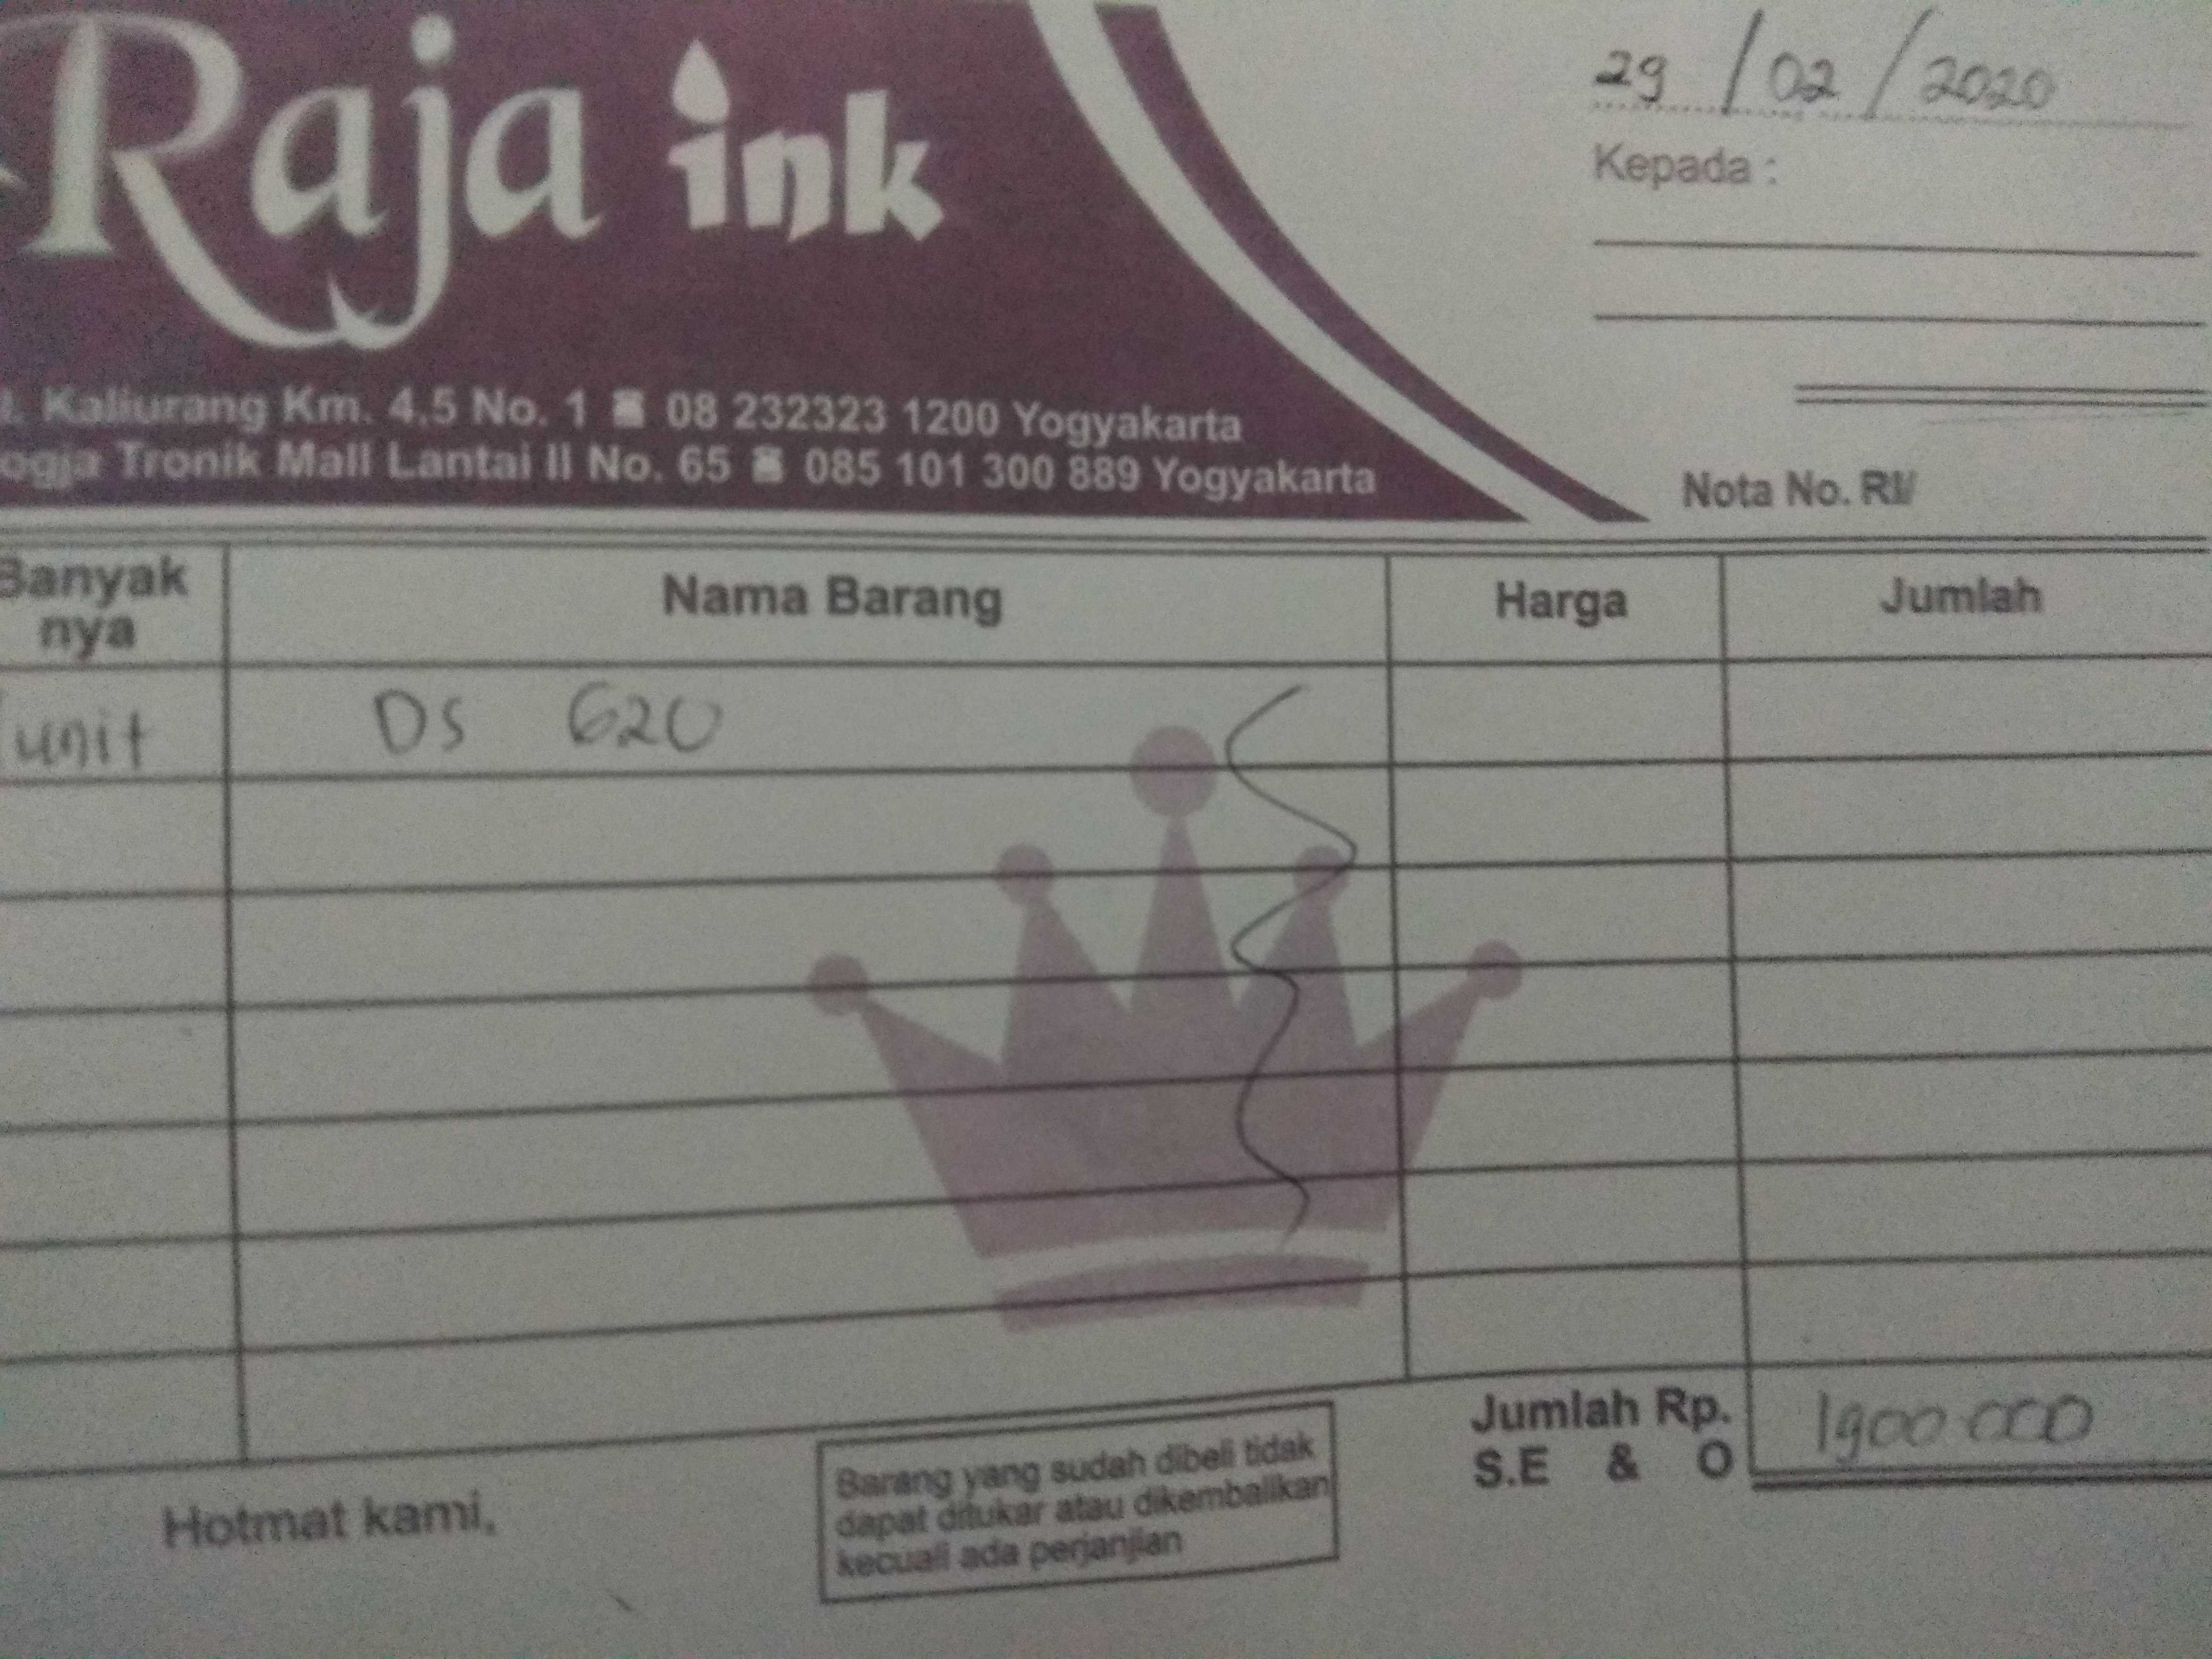 Raja ink
29 / 02 / 2020
Kepada :
l. Kaliurang Km. 4,5 No. 1 ☎ 08 232323 1200 Yogyakarta
ogja Tronik Mall Lantai II No. 65 ☎ 085 101 300 889 Yogyakarta
Nota No. RI/
Banyak nya Nama Barang Harga Jumlah
unit DS 620
Jumlah Rp. 1900 000
S.E & O
Hotmat kami,
Barang yang sudah dibeli tidak
dapat ditukar atau dikembalikan
kecuali ada perjanjian